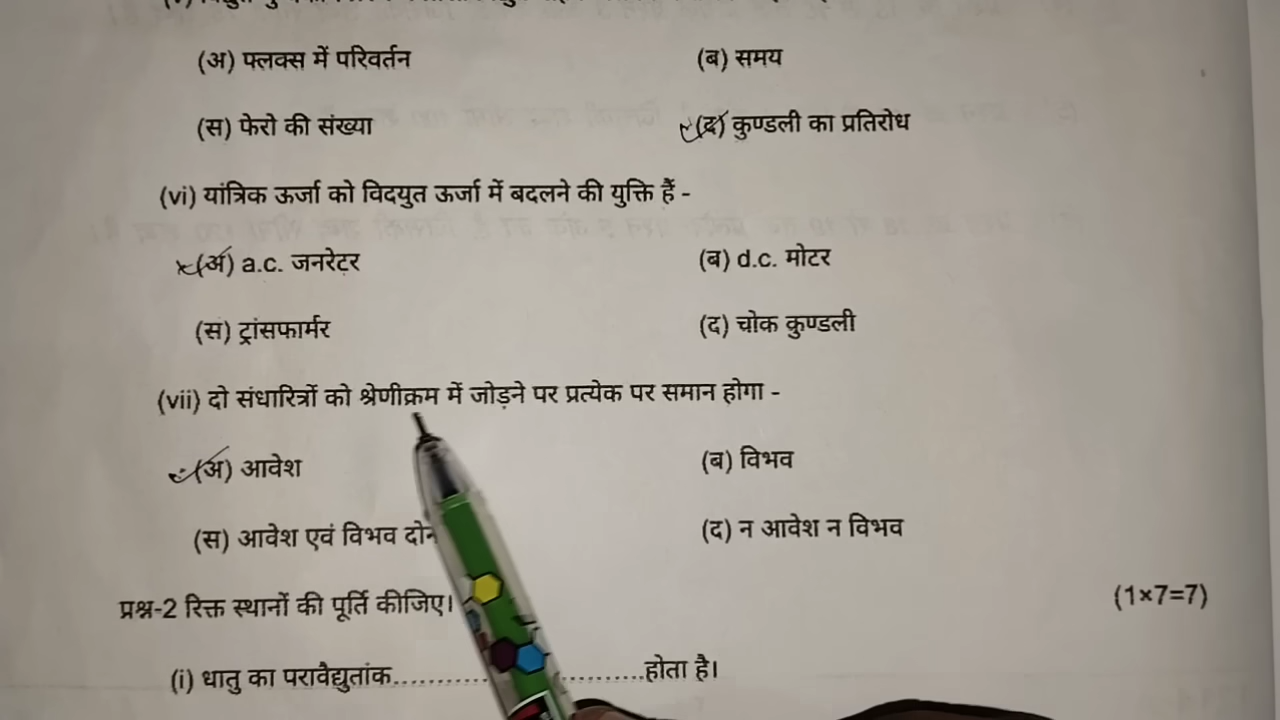 (अ) फ्लक्स में परिवर्तन (ब) समय
(स) फेरो की संख्या (द) कुण्डली का प्रतिरोध
(vi) यांत्रिक ऊर्जा को विदयुत ऊर्जा में बदलने की युक्ति हैं -
(अ) a.c. जनरेटर (ब) d.c. मोटर
(स) ट्रांसफार्मर (द) चोक कुण्डली
(vii) दो संधारित्रों को श्रेणीक्रम में जोड़ने पर प्रत्येक पर समान होगा -
(अ) आवेश (ब) विभव
(स) आवेश एवं विभव (द) न आवेश न विभव
प्रश्न-2 रिक्त स्थानों की पूर्ति कीजिए। (1×7=7)
(i) धातु का परावैद्युतांक....................होता है।